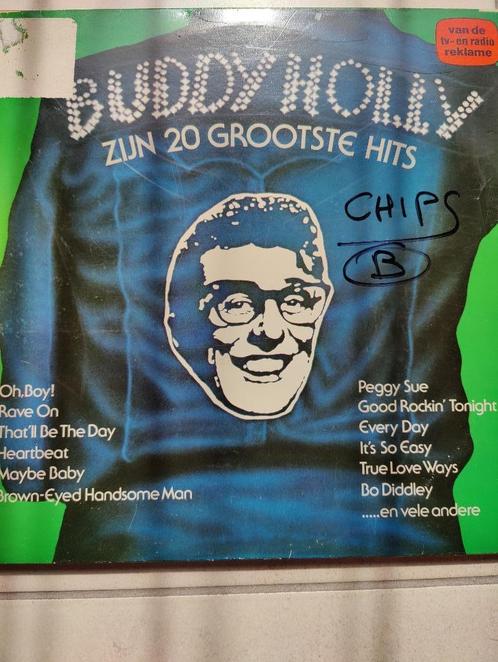 van de
tv- en radio
reklame
BUDDY HOLLY
ZIJN 20 GROOTSTE HITS
CHIPS
B
Oh, Boy!
Rave On
That'll Be The Day
Heartbeat
Maybe Baby
Brown-Eyed Handsome Man
Peggy Sue
Good Rockin' Tonight
Every Day
It's So Easy
True Love Ways
Bo Diddley
.....en vele andere